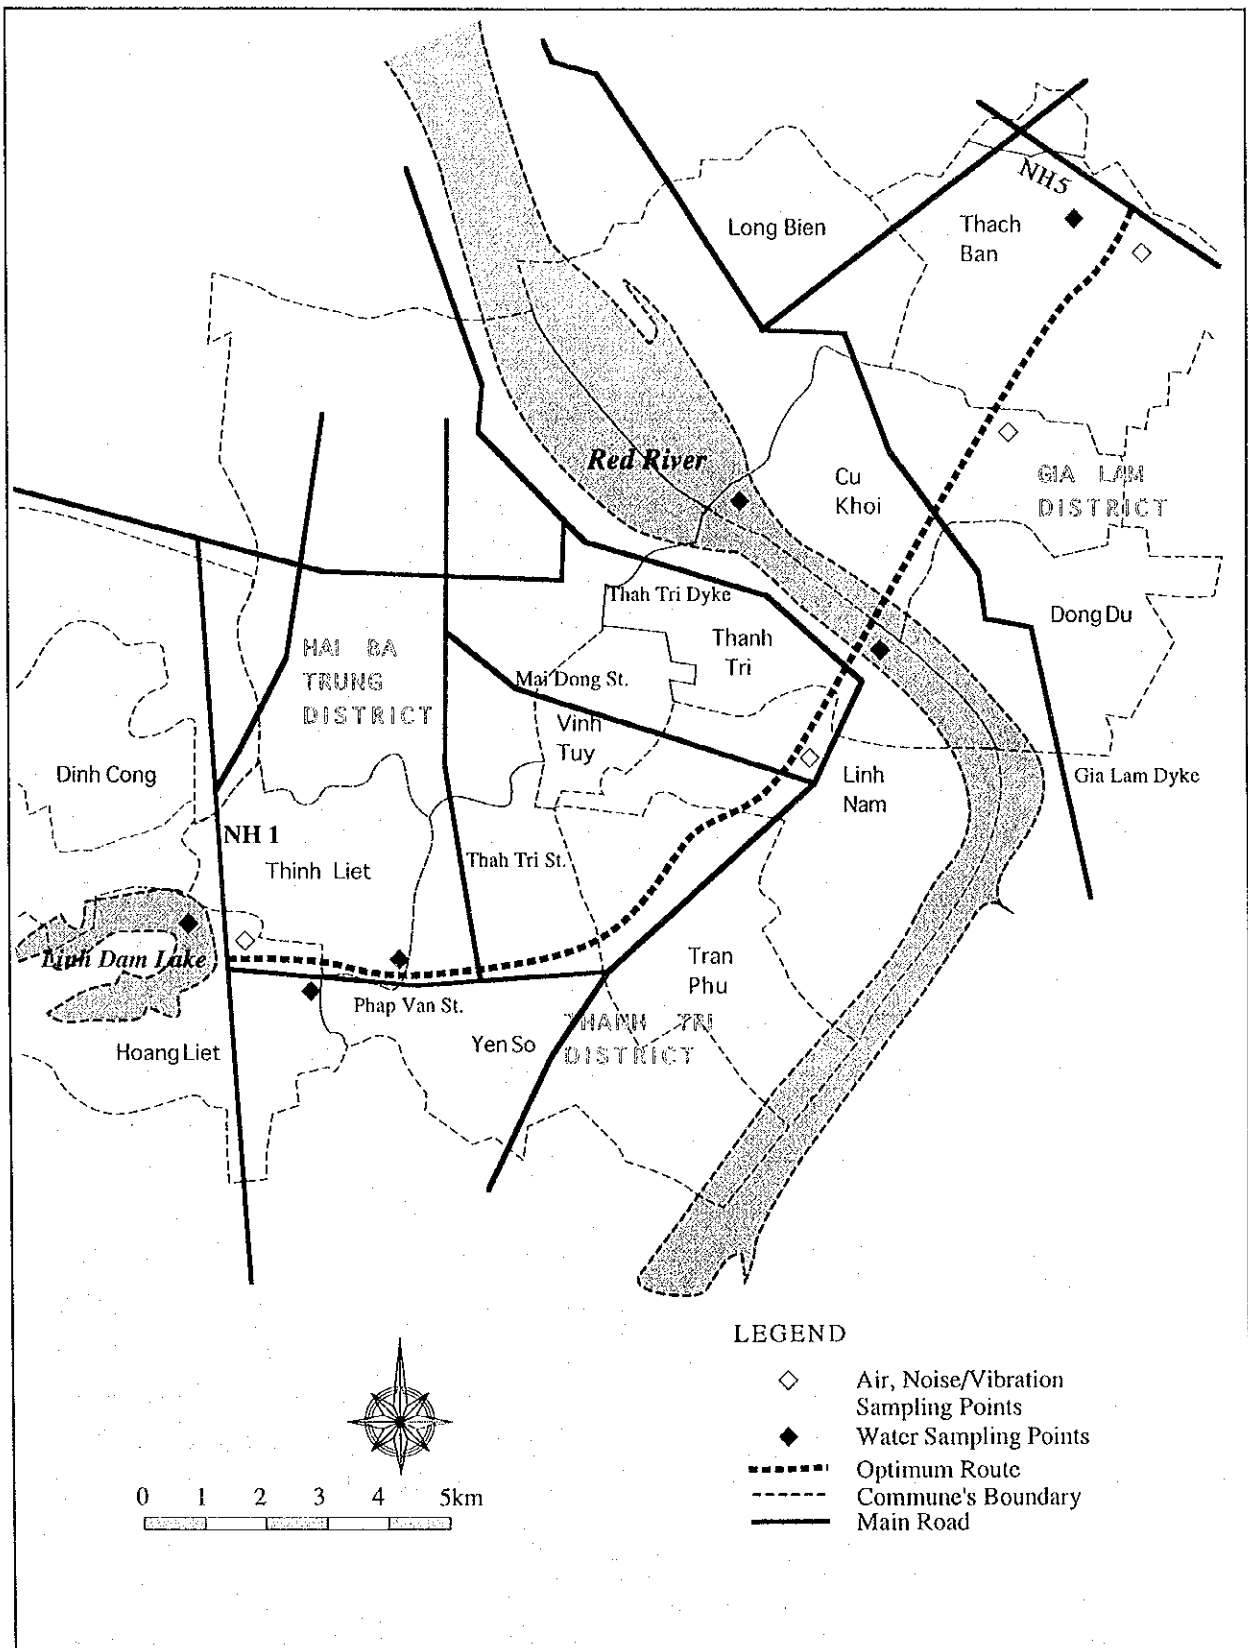 NH5
Long Bien
Thach
Ban
Red River
Cu
Khoi
GIA LAM
DISTRICT
Thah Tri Dyke
Dong Du
Thanh
Tri
HAI BA
TRUNG
DISTRICT
Mai Dong St.
Vinh
Tuy
Dinh Cong
Linh
Nam
Gia Lam Dyke
NH 1
Thinh Liet
Thah Tri St.
Linh Dam Lake
Tran
Phu
Phap Van St.
Hoang Liet
Yen So
THANH TRI
DISTRICT
LEGEND
Air, Noise/Vibration
Sampling Points
Water Sampling Points
Optimum Route
Commune's Boundary
Main Road
0 1 2 3 4 5km